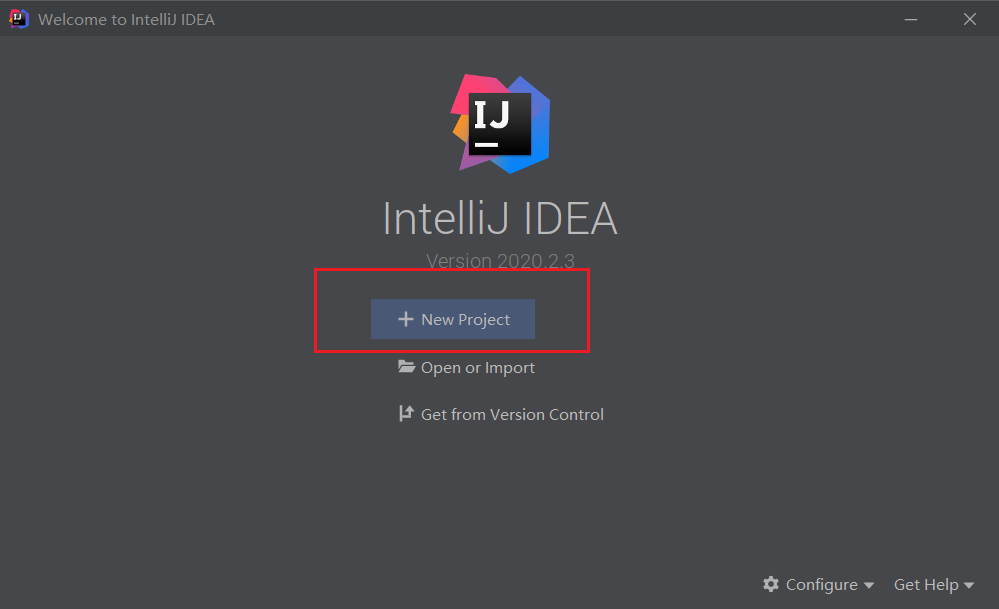 Welcome to IntelliJ IDEA
IJ
IntelliJ IDEA
Version 2020.2.3
New Project
Open or Import
Get from Version Control
Configure
Get Help